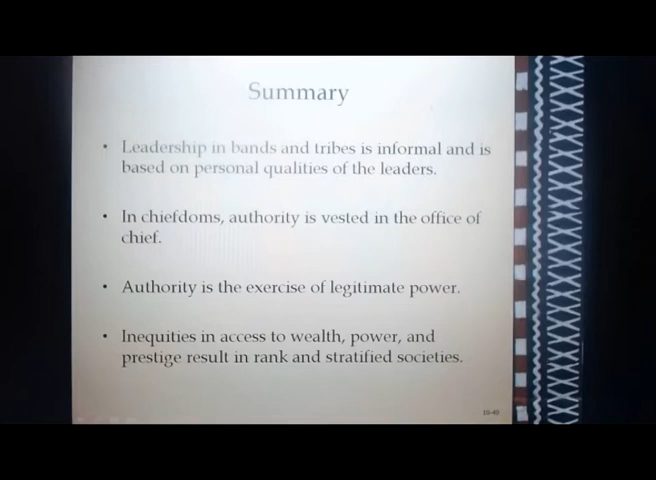 Summary
• Leadership in bands and tribes is informal and is
based on personal qualities of the leaders.
• In chiefdoms, authority is vested in the office of
chief.
• Authority is the exercise of legitimate power.
• Inequities in access to wealth, power, and
prestige result in rank and stratified societies.
10-40